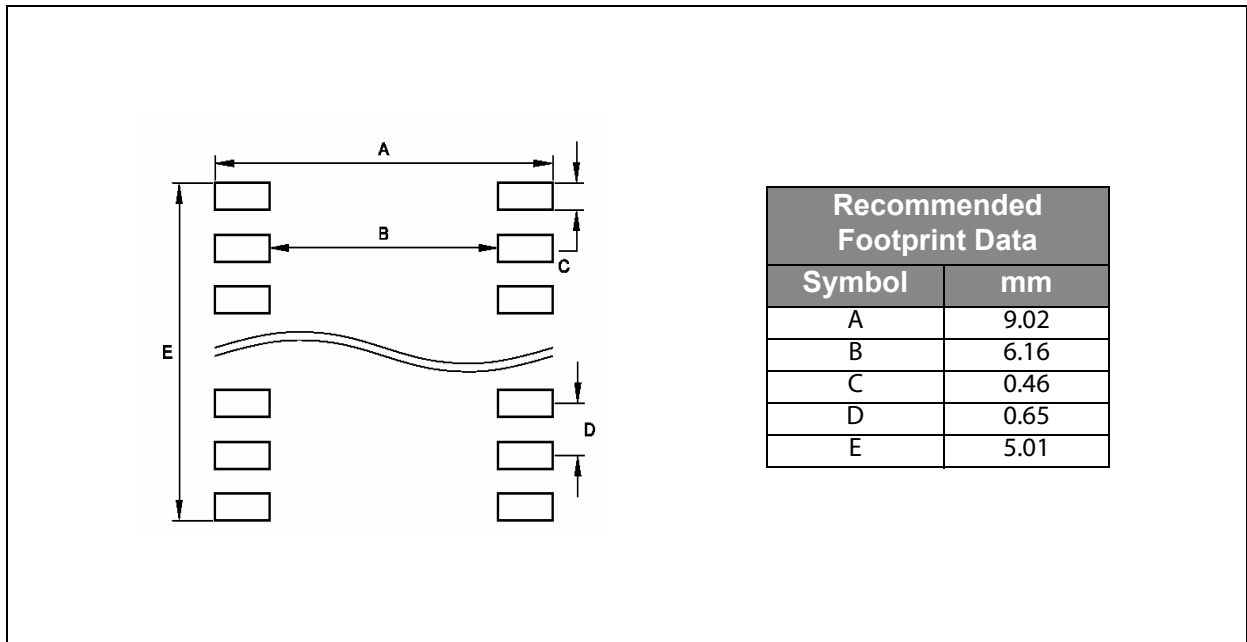 A
B
C
E
D
Recommended
Footprint Data
Symbol mm
A 9.02
B 6.16
C 0.46
D 0.65
E 5.01